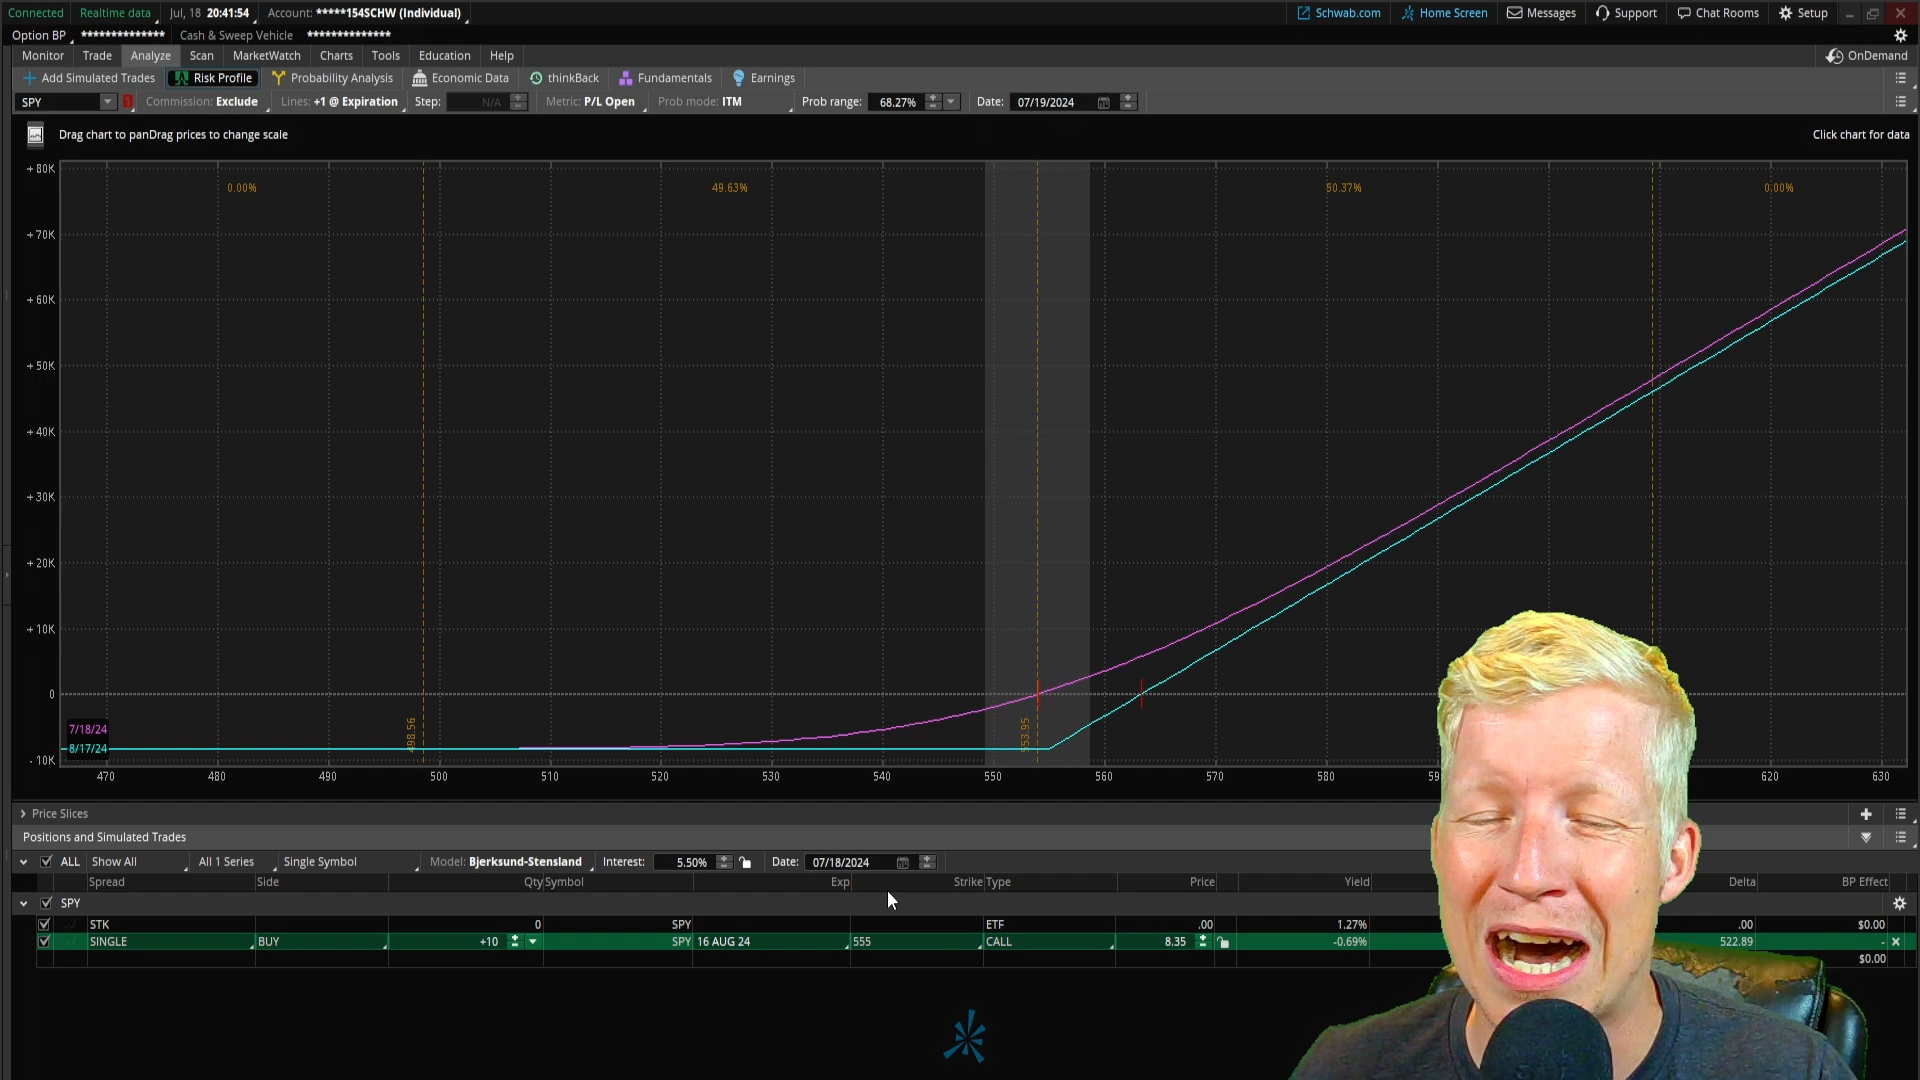 Connected Realtime data Jul, 18 20:41:54 Account: *****154SCHW (Individual) Schwab.com Home Screen Messages Support Chat Rooms Setup
Option BP ************** Cash & Sweep Vehicle **************
Monitor Trade Analyze Scan MarketWatch Charts Tools Education Help OnDemand
Add Simulated Trades Risk Profile Probability Analysis Economic Data thinkBack Fundamentals Earnings
SPY Commission: Exclude Lines: +1 @ Expiration Step: N/A Metric: P/L Open Prob mode: ITM Prob range: 68.27% Date: 07/19/2024
Drag chart to panDrag prices to change scale Click chart for data
+80K
0.00% 49.63% 50.37% 0.00%
+70K
+60K
+50K
+40K
+30K
+20K
+10K
0
498.56 553.95
7/18/24
8/17/24
-10K
470 480 490 500 510 520 530 540 550 560 570 580 59 620 630
Price Slices
Positions and Simulated Trades
ALL Show All All 1 Series Single Symbol Model: Bjerksund-Stensland Interest: 5.50% Date: 07/18/2024
Spread Side Qty Symbol Exp Strike Type Price Yield Delta BP Effect
SPY
STK 0 SPY ETF .00 1.27% .00 $0.00
SINGLE BUY +10 SPY 16 AUG 24 555 CALL 8.35 -0.69% 522.89 -
$0.00